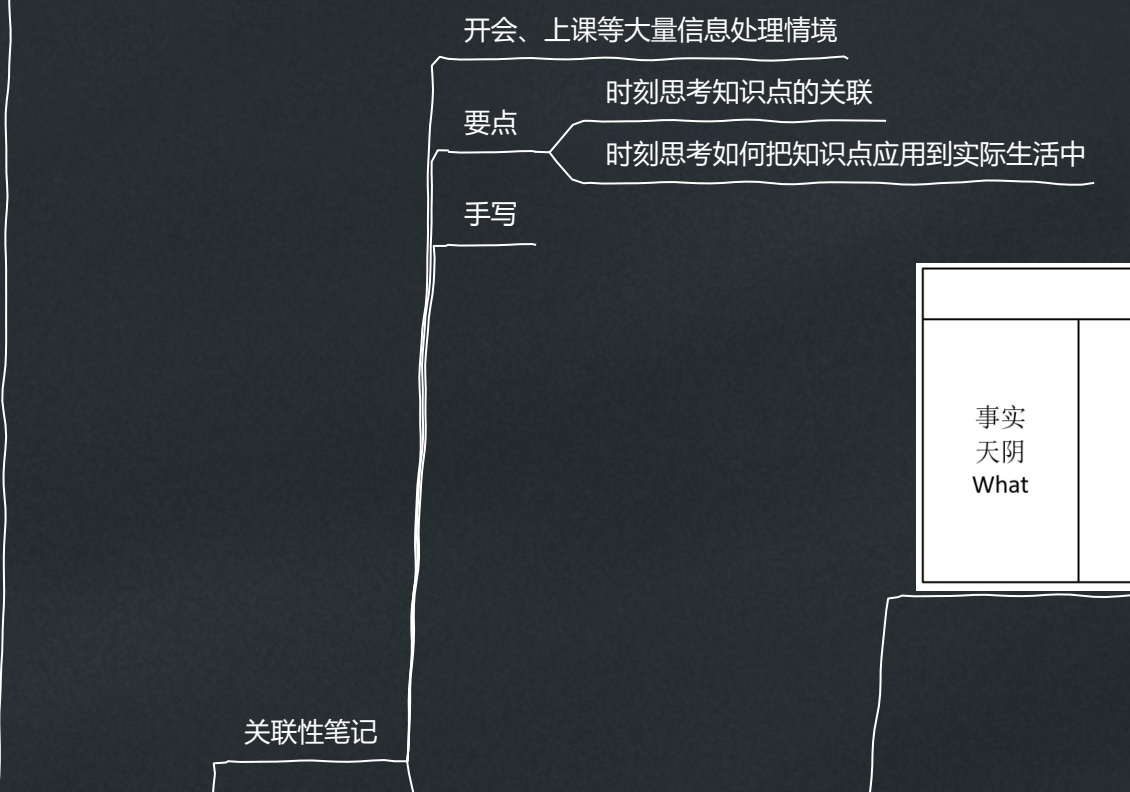 开会、上课等大量信息处理情境
时刻思考知识点的关联
要点
时刻思考如何把知识点应用到实际生活中
手写
事实
天阴
What
关联性笔记